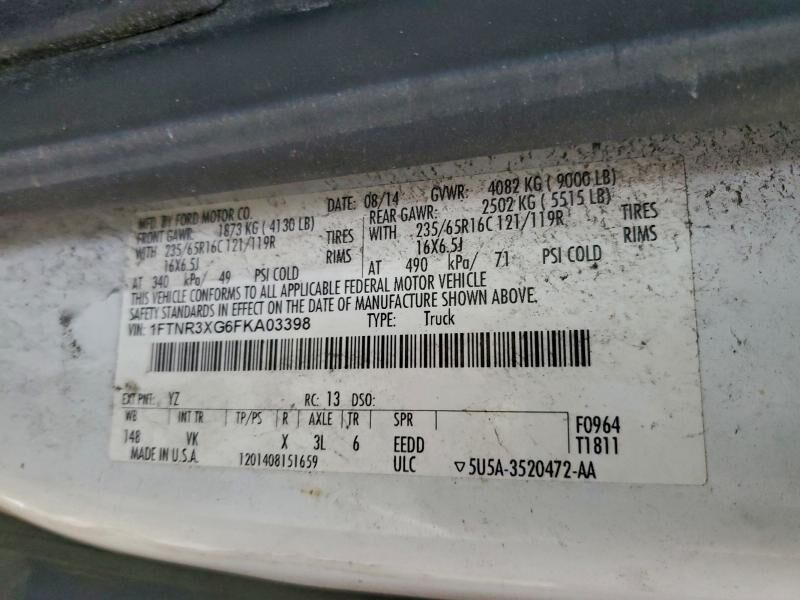 MFD. BY FORD MOTOR CO.
DATE: 08/14 GVWR: 4082 KG ( 9000 LB)
FRONT GAWR: 1873 KG ( 4130 LB)
REAR GAWR: 2502 KG ( 5515 LB)
WITH 235/65R16C 121/119R TIRES
WITH 235/65R16C 121/119R TIRES
16X6.5J RIMS
16X6.5J RIMS
AT 340 kPa/ 49 PSI COLD
AT 490 kPa/ 71 PSI COLD
THIS VEHICLE CONFORMS TO ALL APPLICABLE FEDERAL MOTOR VEHICLE
SAFETY STANDARDS IN EFFECT ON THE DATE OF MANUFACTURE SHOWN ABOVE.
VIN: 1FTNR3XG6FKA03398 TYPE: Truck
EXT PNT: YZ RC: 13 DSO:
WB INT TR TP/PS R AXLE TR SPR F0964
148 VK X 3L 6 EEDD T1811
MADE IN U.S.A. 1201408151659 ULC ▽5U5A-3520472-AA